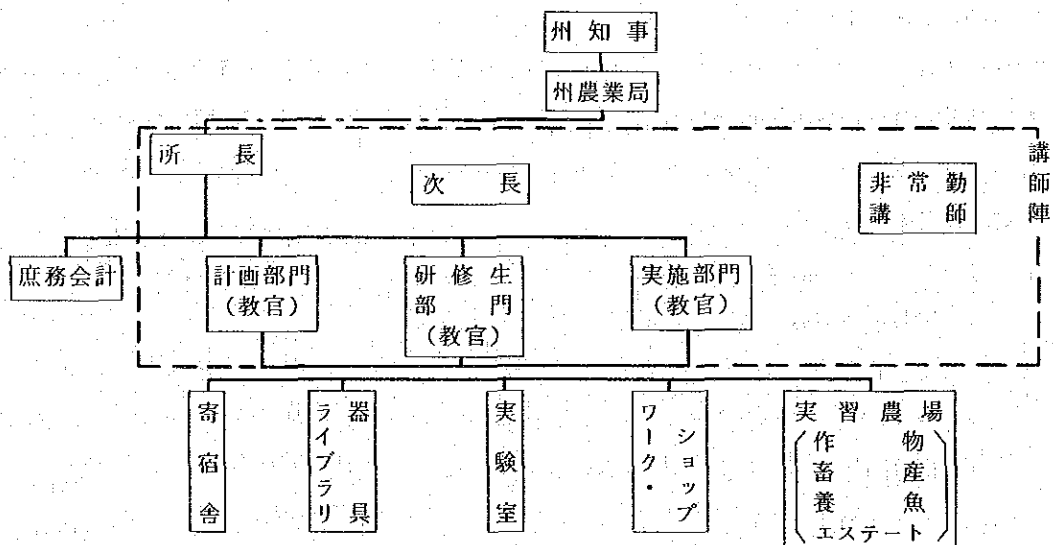 州知事
州農業局
所長
次長
非常勤
講師
講師陣
庶務会計
計画部門
(教官)
研修生
部門
(教官)
実施部門
(教官)
寄宿舎
器具
ライブラリ
実験室
ワーク・
ショップ
実習農場
作物
畜産
養魚
エステート